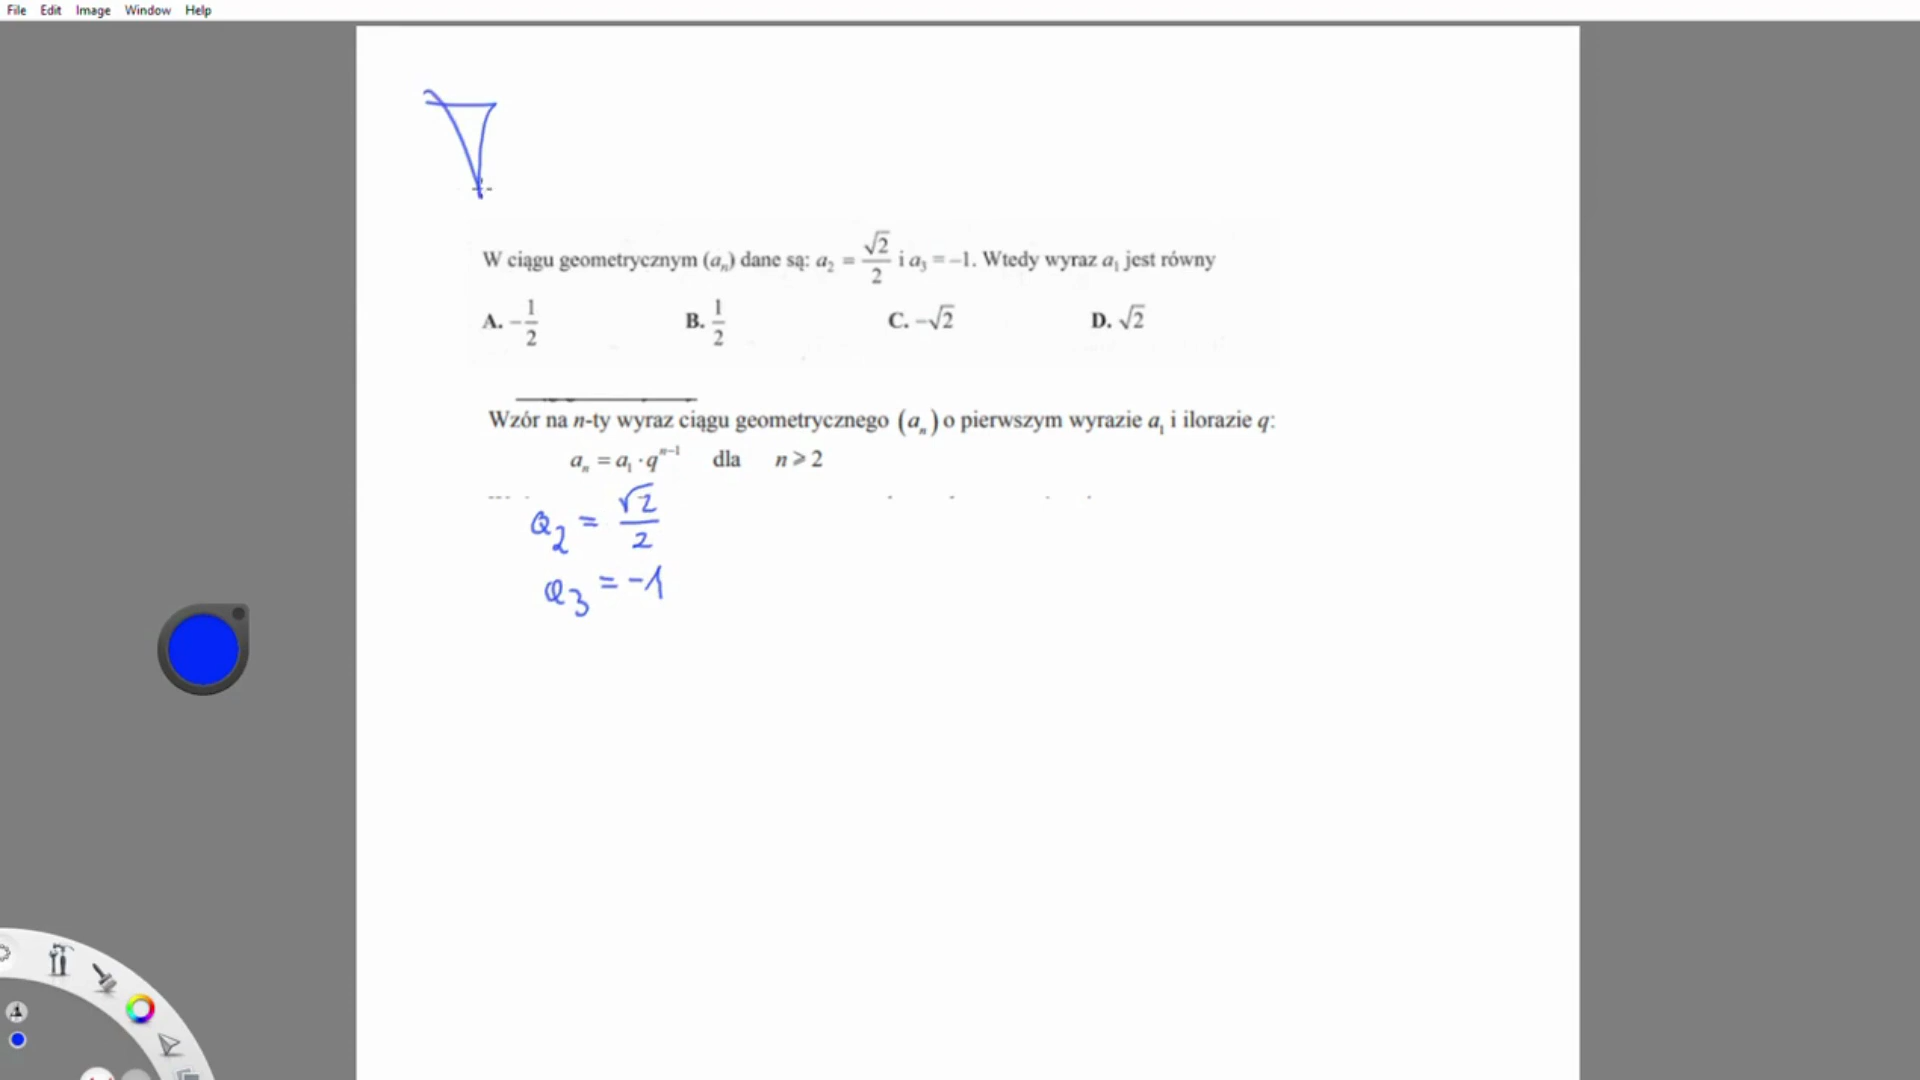 File Edit Image Window Help
W ciągu geometrycznym (aₙ) dane są: a₂ = √2/2 i a₃ = −1. Wtedy wyraz a₁ jest równy
A. −1/2 B. 1/2 C. −√2 D. √2
Wzór na n-ty wyraz ciągu geometrycznego (aₙ) o pierwszym wyrazie a₁ i ilorazie q:
aₙ = a₁ · qⁿ⁻¹ dla n ⩾ 2
a₂ = √2/2
a₃ = −1